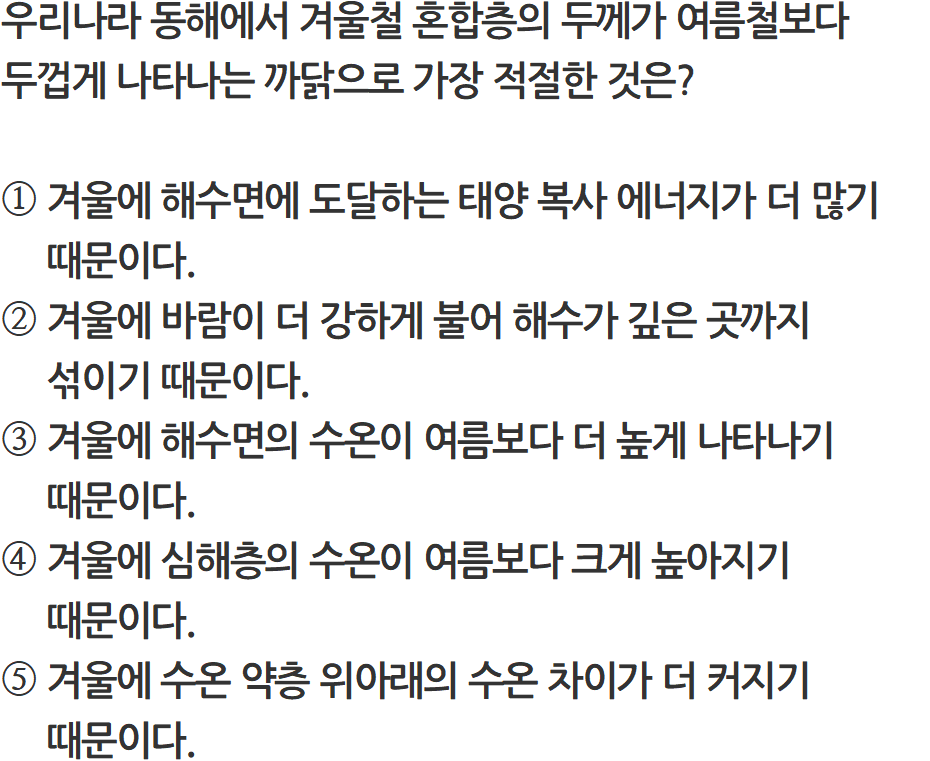 우리나라 동해에서 겨울철 혼합층의 두께가 여름철보다
두껍게 나타나는 까닭으로 가장 적절한 것은?
① 겨울에 해수면에 도달하는 태양 복사 에너지가 더 많기
때문이다.
② 겨울에 바람이 더 강하게 불어 해수가 깊은 곳까지
섞이기 때문이다.
③ 겨울에 해수면의 수온이 여름보다 더 높게 나타나기
때문이다.
④ 겨울에 심해층의 수온이 여름보다 크게 높아지기
때문이다.
⑤ 겨울에 수온 약층 위아래의 수온 차이가 더 커지기
때문이다.